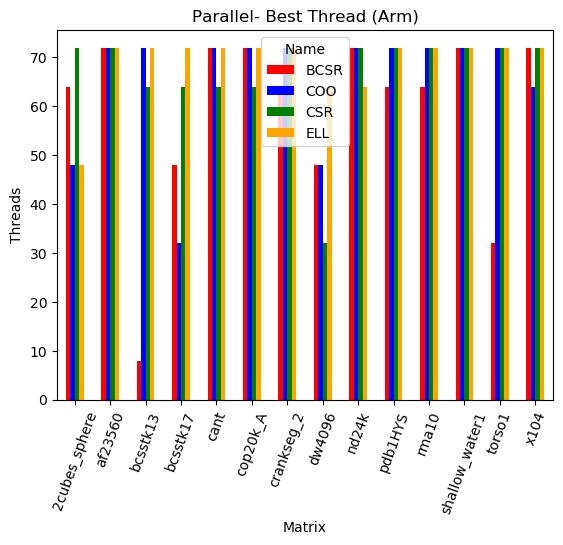 Parallel- Best Thread (Arm)
Name
BCSR
COO
CSR
ELL
Threads
70
60
50
40
30
20
10
0
2cubes_sphere
af23560
bcsstk13
bcsstk17
cant
cop20k_A
crankseg_2
dw4096
nd24k
pdb1HYS
rma10
shallow_water1
torso1
x104
Matrix